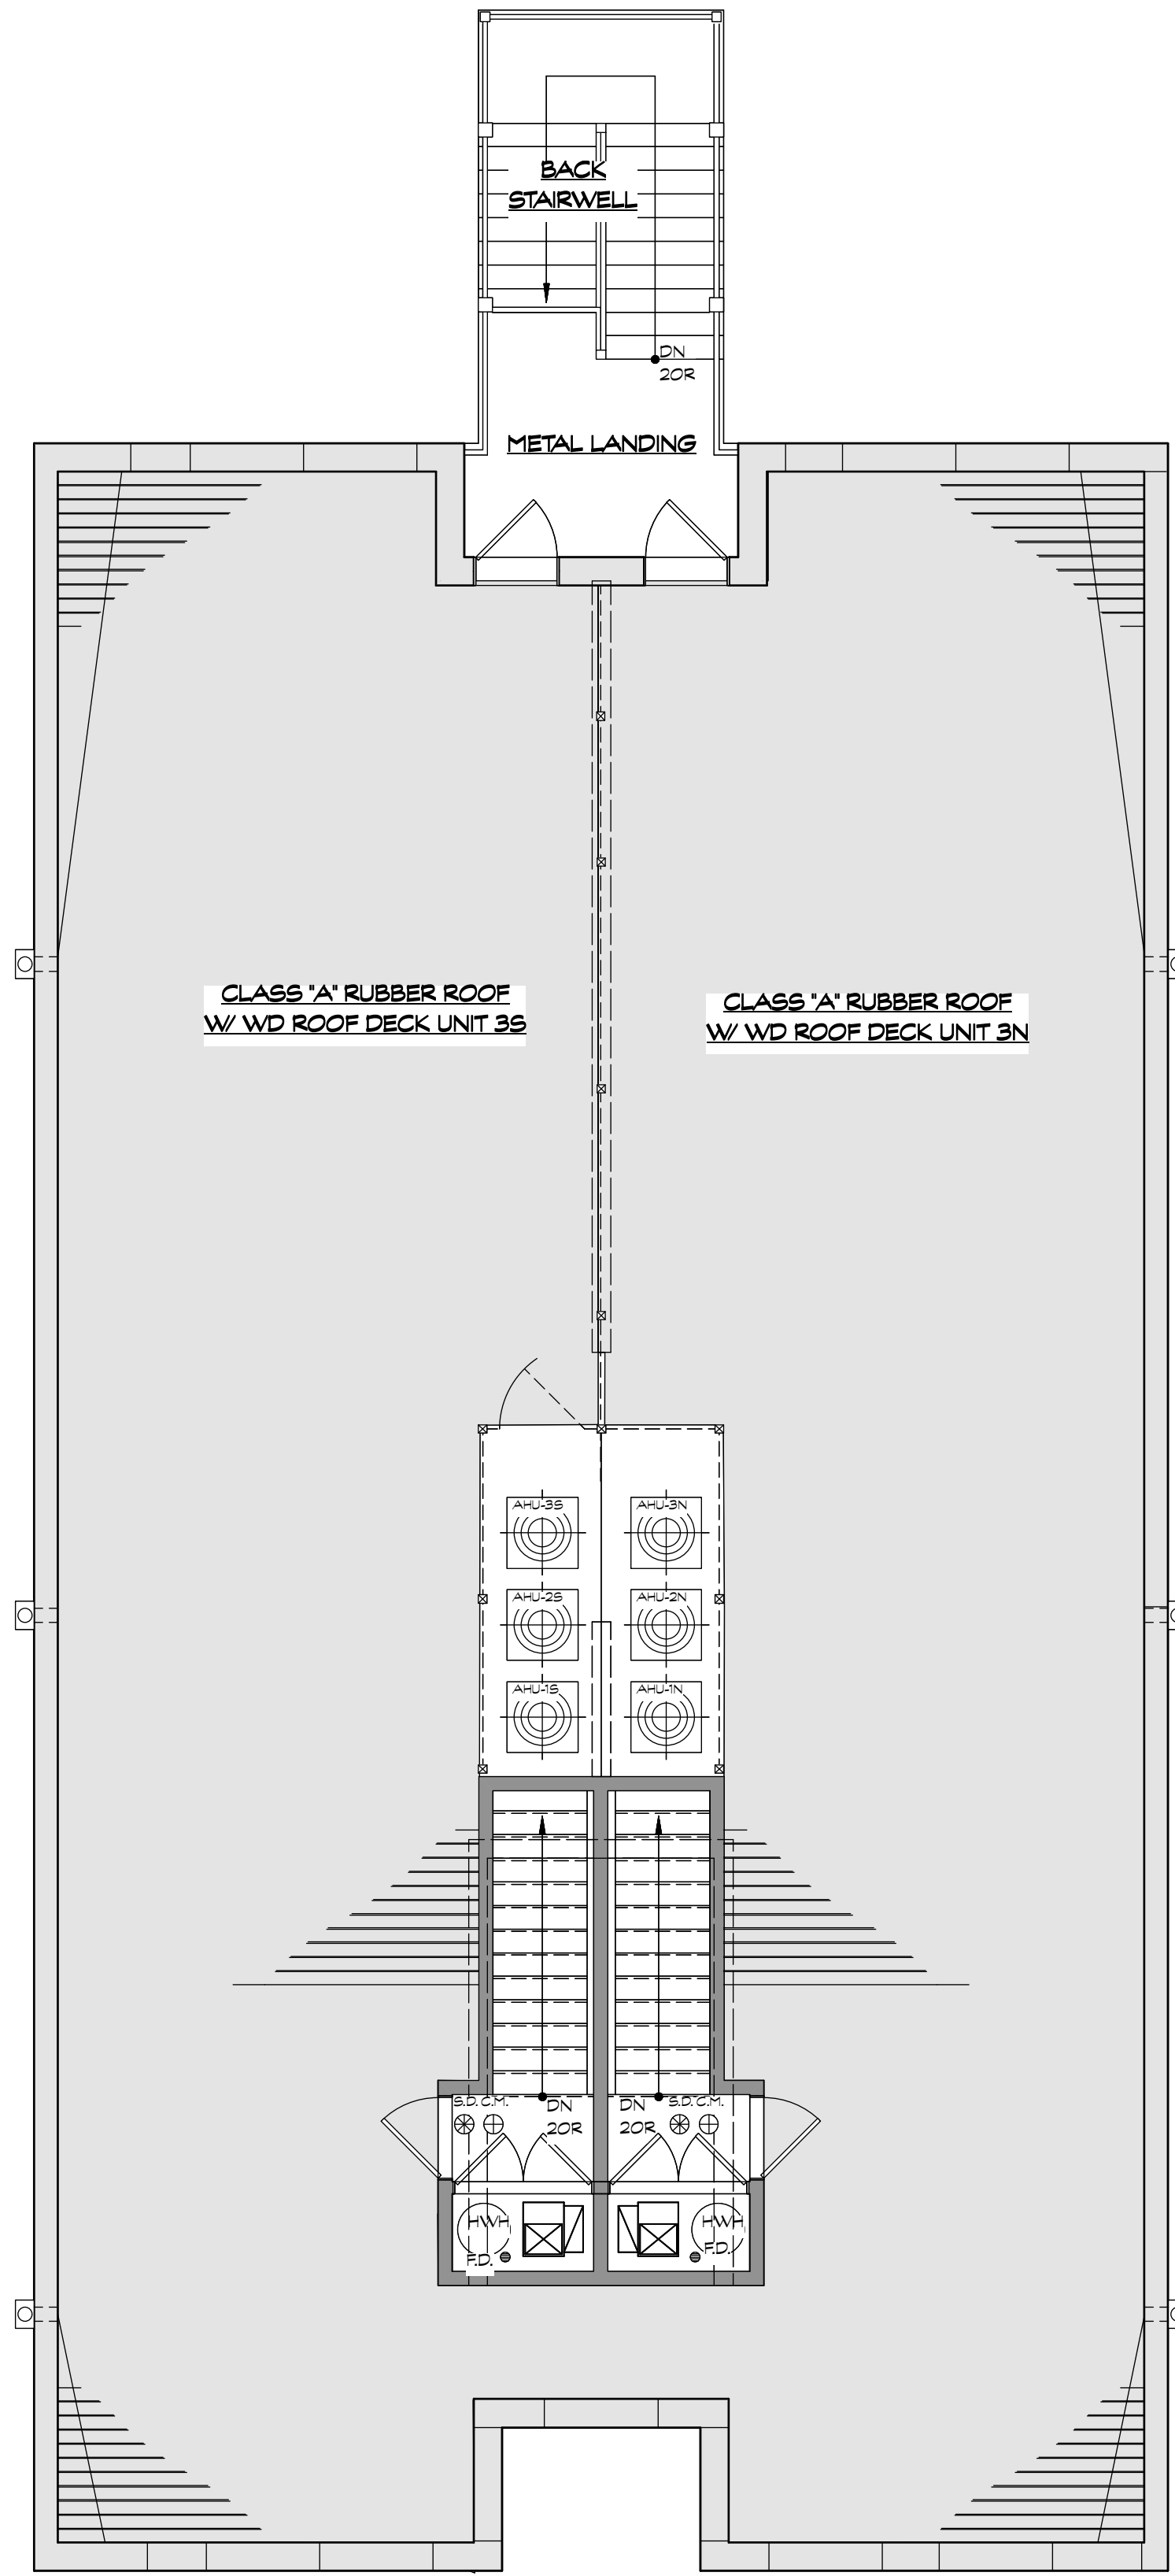 BACK
STAIRWELL
DN
20R
METAL LANDING
CLASS "A" RUBBER ROOF
W/ WD ROOF DECK UNIT 3S
CLASS "A" RUBBER ROOF
W/ WD ROOF DECK UNIT 3N
AHU-3S
AHU-3N
AHU-2S
AHU-2N
AHU-1S
AHU-1N
S.D. C.M.
DN
20R
DN
20R
S.D. C.M.
HWH
F.D.
HWH
F.D.